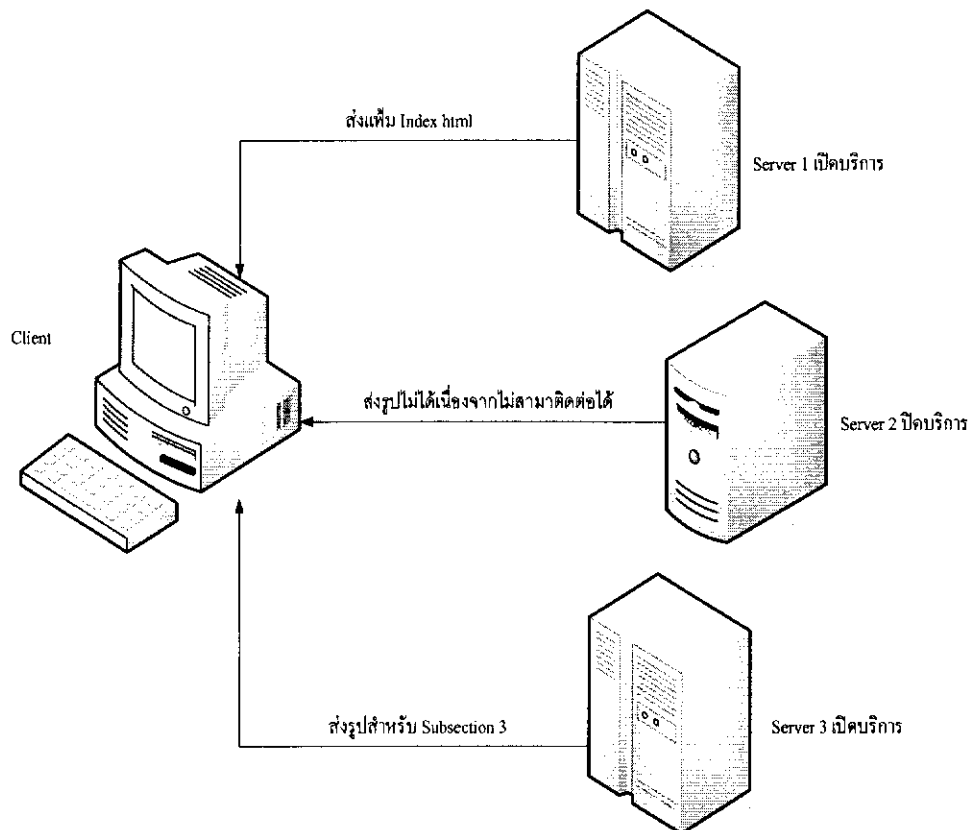 ส่งแฟ้ม Index html
Server 1 เปิดบริการ
Client
ส่งรูปไม่ได้เนื่องจากไม่สามาติดต่อได้
Server 2 ปิดบริการ
ส่งรูปสำหรับ Subsection 3
Server 3 เปิดบริการ